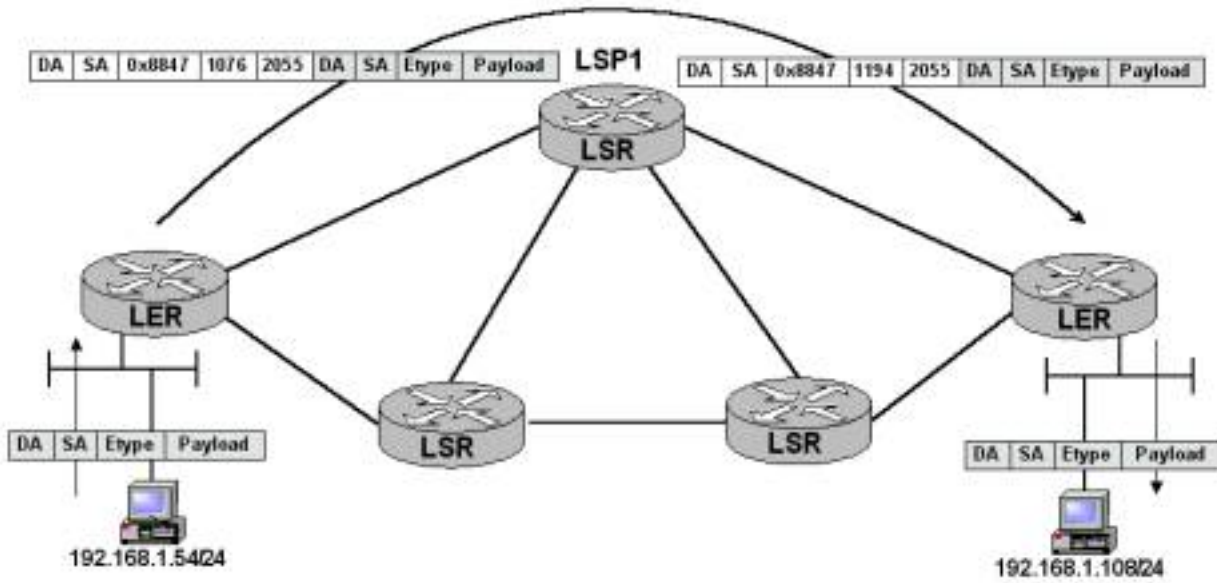 DA SA 0x8847 1076 2055 DA SA Etype Payload
LSP1
DA SA 0x8847 1194 2055 DA SA Etype Payload
LSR
LER
LER
LSR
LSR
DA SA Etype Payload
DA SA Etype Payload
192.168.1.54/24
192.168.1.108/24